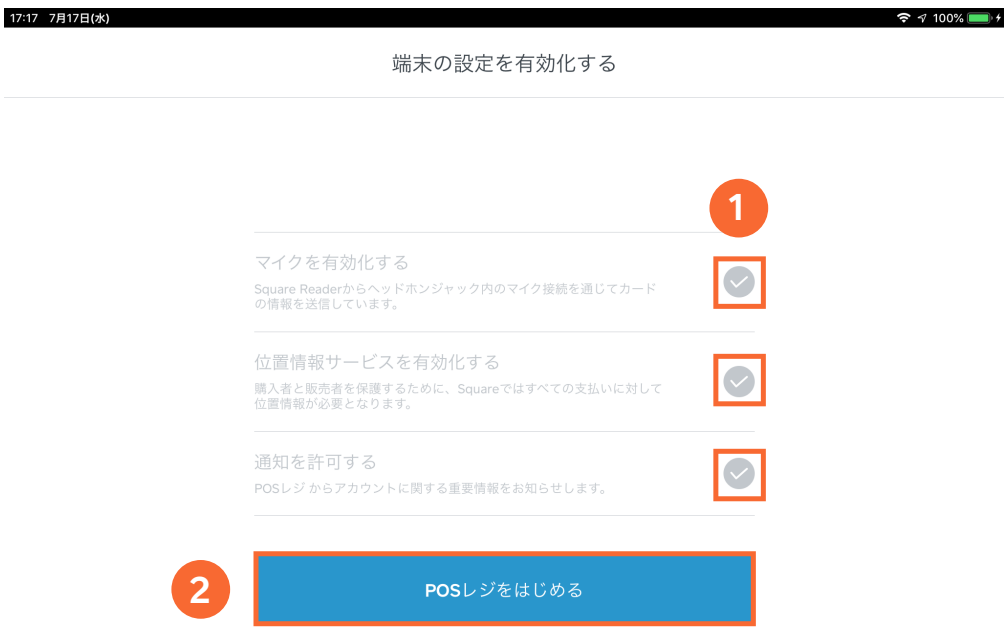 17:17 7月17日(水) 100%
端末の設定を有効化する
1
マイクを有効化する
Square Readerからヘッドホンジャック内のマイク接続を通じてカード
の情報を送信しています。
位置情報サービスを有効化する
購入者と販売者を保護するために、Squareではすべての支払いに対して
位置情報が必要となります。
通知を許可する
POSレジ からアカウントに関する重要情報をお知らせします。
2
POSレジをはじめる